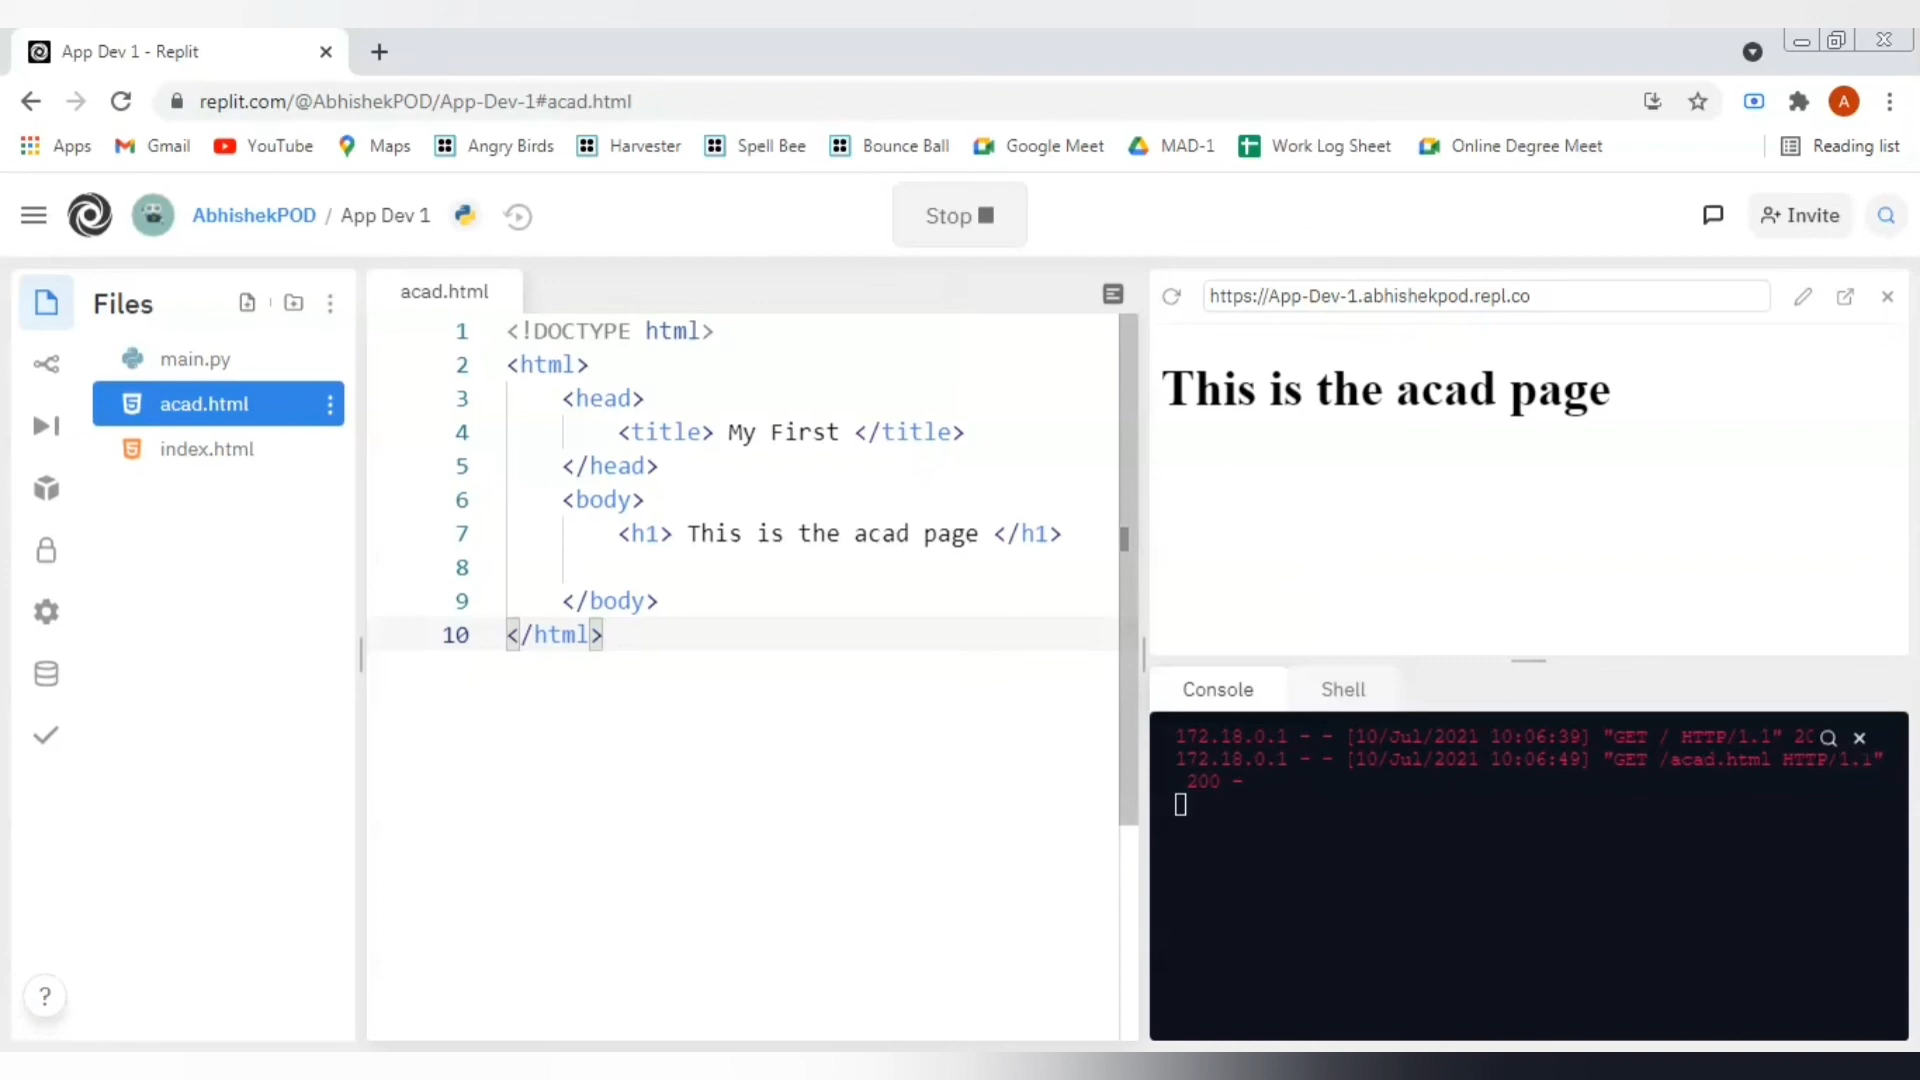 App Dev 1 - Replit
replit.com/@AbhishekPOD/App-Dev-1#acad.html
A
Apps Gmail YouTube Maps Angry Birds Harvester Spell Bee Bounce Ball Google Meet MAD-1 Work Log Sheet Online Degree Meet Reading list
AbhishekPOD / App Dev 1
Stop
Invite
Files
main.py
acad.html
index.html
acad.html
1 <!DOCTYPE html>
2 <html>
3 <head>
4 <title> My First </title>
5 </head>
6 <body>
7 <h1> This is the acad page </h1>
8
9 </body>
10 </html>
?
https://App-Dev-1.abhishekpod.repl.co
This is the acad page
Console Shell
172.18.0.1 - - [10/Jul/2021 10:06:39] "GET / HTTP/1.1" 20
172.18.0.1 - - [10/Jul/2021 10:06:49] "GET /acad.html HTTP/1.1"
200 -